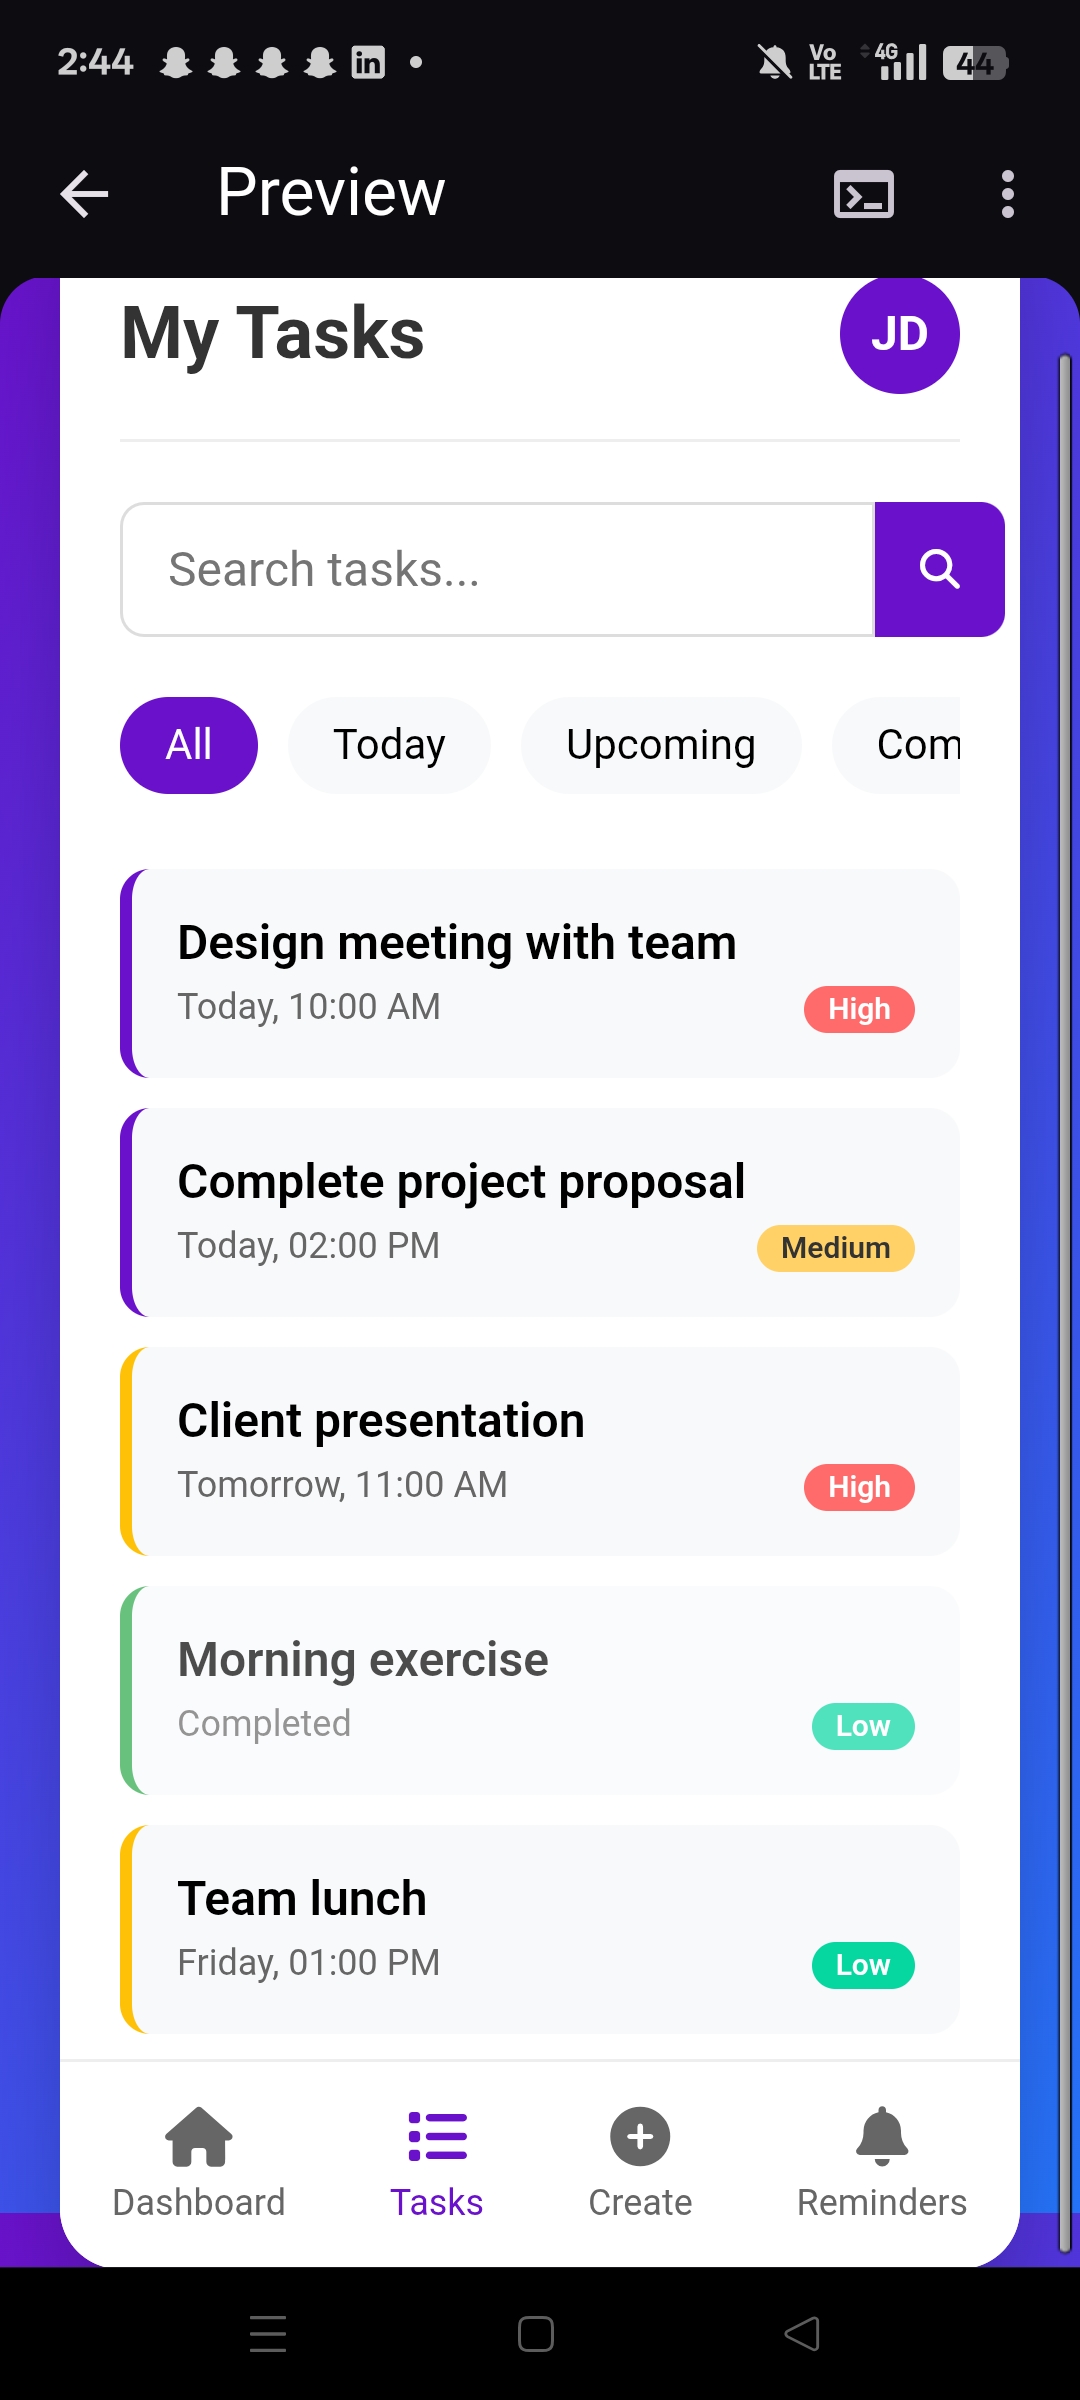 2:44 in Vo LTE 4G 44
Preview
My Tasks JD
Search tasks...
All Today Upcoming Com
Design meeting with team
Today, 10:00 AM High
Complete project proposal
Today, 02:00 PM Medium
Client presentation
Tomorrow, 11:00 AM High
Morning exercise
Completed Low
Team lunch
Friday, 01:00 PM Low
Dashboard Tasks Create Reminders